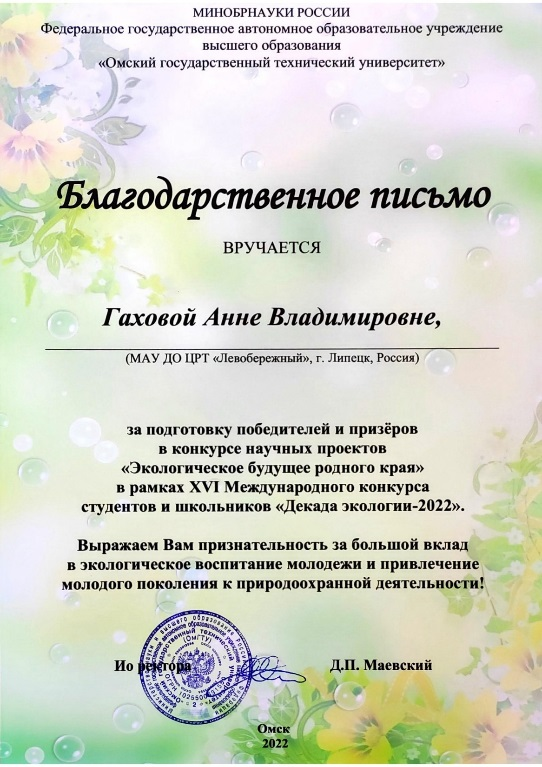 МИНОБРНАУКИ РОССИИ
Федеральное государственное автономное образовательное учреждение
высшего образования
«Омский государственный технический университет»
Благодарственное письмо
ВРУЧАЕТСЯ
Гаховой Анне Владимировне,
(МАУ ДО ЦРТ «Левобережный», г. Липецк, Россия)
за подготовку победителей и призёров
в конкурсе научных проектов
«Экологическое будущее родного края»
в рамках XVI Международного конкурса
студентов и школьников «Декада экологии-2022».
Выражаем Вам признательность за большой вклад
в экологическое воспитание молодежи и привлечение
молодого поколения к природоохранной деятельности!
Ио ректора
Д.П. Маевский
(ОмГТУ)
Омск
2022